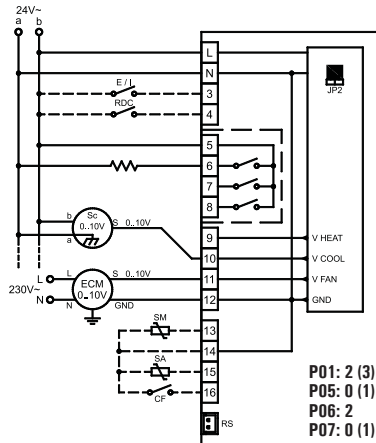 24V~
a b
L
N
JP2
E / I
3
RDC
4
5
6
7
8
b Sc
0..10V
a
S 0..10V
9 V HEAT
10 V COOL
230V~
L L
N N
ECM
0-10V
S 0..10V
GND
11 V FAN
12 GND
SM
13
14
SA
15
CF
16
RS
P01: 2 (3)
P05: 0 (1)
P06: 2
P07: 0 (1)